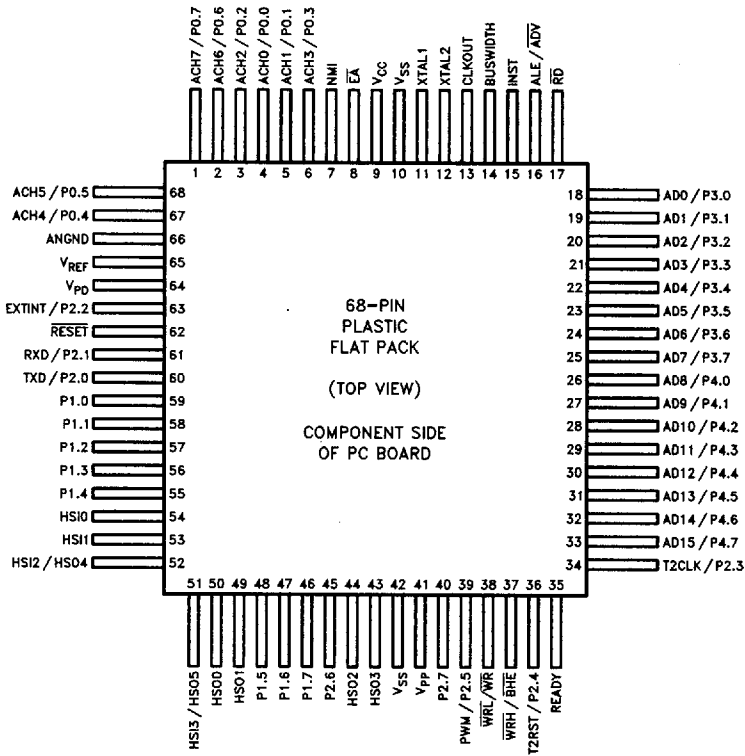 ACH7/P0.7
ACH6/P0.6
ACH2/P0.2
ACH0/P0.0
ACH1/P0.1
ACH3/P0.3
NMI
E̅A̅
VCC
VSS
XTAL1
XTAL2
CLKOUT
BUSWIDTH
INST
ALE/A̅D̅V̅
R̅D̅
1 2 3 4 5 6 7 8 9 10 11 12 13 14 15 16 17
ACH5/P0.5 68
ACH4/P0.4 67
ANGND 66
VREF 65
VPD 64
EXTINT/P2.2 63
R̅E̅S̅E̅T̅ 62
RXD/P2.1 61
TXD/P2.0 60
P1.0 59
P1.1 58
P1.2 57
P1.3 56
P1.4 55
HSI0 54
HSI1 53
HSI2/HSO4 52
68-PIN
PLASTIC
FLAT PACK
(TOP VIEW)
COMPONENT SIDE
OF PC BOARD
18 AD0/P3.0
19 AD1/P3.1
20 AD2/P3.2
21 AD3/P3.3
22 AD4/P3.4
23 AD5/P3.5
24 AD6/P3.6
25 AD7/P3.7
26 AD8/P4.0
27 AD9/P4.1
28 AD10/P4.2
29 AD11/P4.3
30 AD12/P4.4
31 AD13/P4.5
32 AD14/P4.6
33 AD15/P4.7
34 T2CLK/P2.3
51 50 49 48 47 46 45 44 43 42 41 40 39 38 37 36 35
HSI3/HSO5
HSO0
HSO1
P1.5
P1.6
P1.7
P2.6
HSO2
HSO3
VSS
VPP
P2.7
PWM/P2.5
W̅R̅L̅/W̅R̅
W̅R̅H̅/B̅H̅E̅
T2RST/P2.4
READY